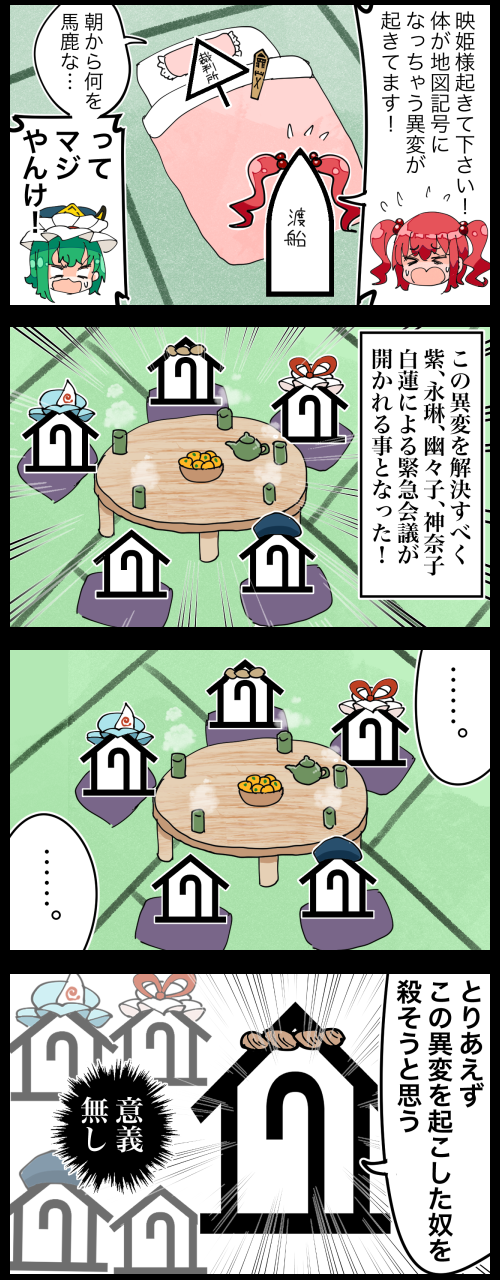 映姫様起きて下さい！
体が地図記号に
なっちゃう異変が
起きてます！
裁判所
渡船
朝から何を
馬鹿な…
って
マジ
やんけ！
この異変を解決すべく
紫、永琳、幽々子、神奈子
白蓮による緊急会議が
開かれる事となった！
……。
……。
とりあえず
この異変を起こした奴を
殺そうと思う
意義
無し